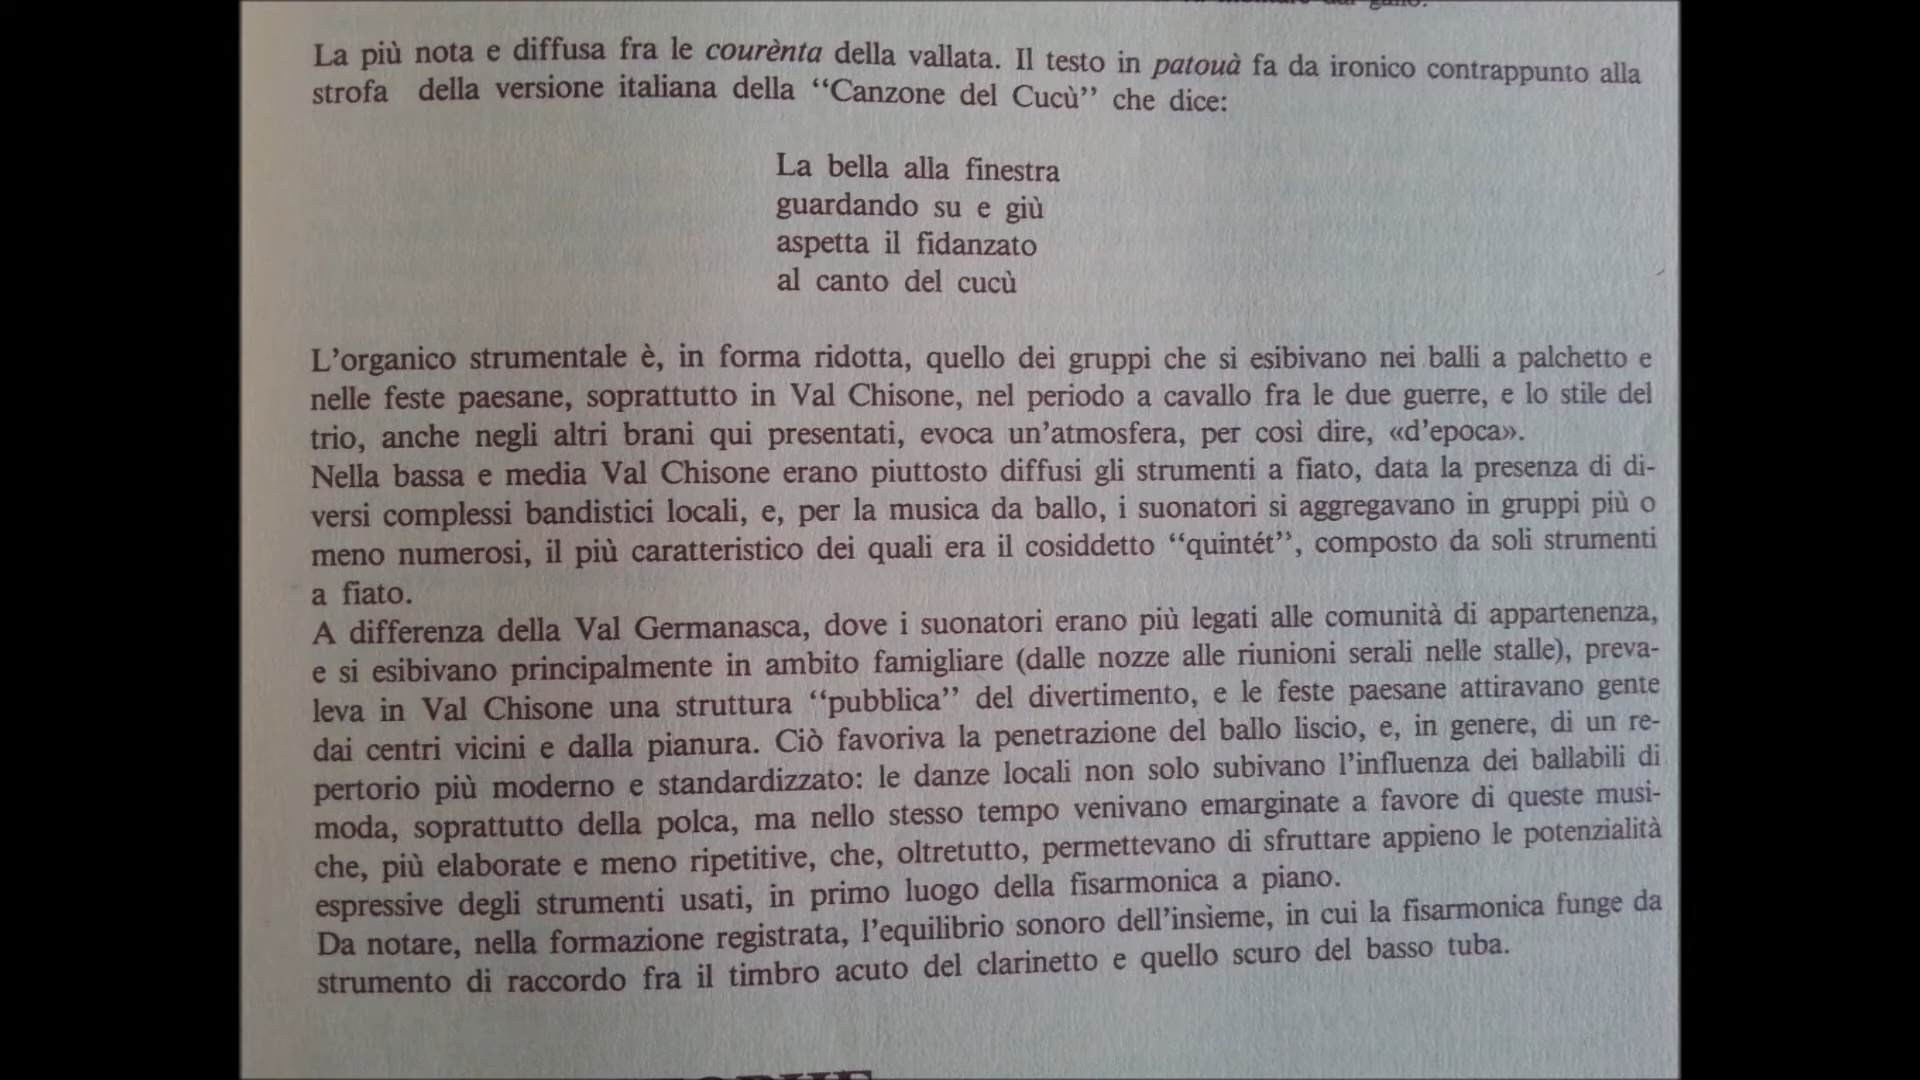 La più nota e diffusa fra le courènta della vallata. Il testo in patouà fa da ironico contrappunto alla
strofa della versione italiana della “Canzone del Cucù” che dice:
La bella alla finestra
guardando su e giù
aspetta il fidanzato
al canto del cucù
L’organico strumentale è, in forma ridotta, quello dei gruppi che si esibivano nei balli a palchetto e
nelle feste paesane, soprattutto in Val Chisone, nel periodo a cavallo fra le due guerre, e lo stile del
trio, anche negli altri brani qui presentati, evoca un’atmosfera, per così dire, «d’epoca».
Nella bassa e media Val Chisone erano piuttosto diffusi gli strumenti a fiato, data la presenza di di-
versi complessi bandistici locali, e, per la musica da ballo, i suonatori si aggregavano in gruppi più o
meno numerosi, il più caratteristico dei quali era il cosiddetto “quintét”, composto da soli strumenti
a fiato.
A differenza della Val Germanasca, dove i suonatori erano più legati alle comunità di appartenenza,
e si esibivano principalmente in ambito famigliare (dalle nozze alle riunioni serali nelle stalle), preva-
leva in Val Chisone una struttura “pubblica” del divertimento, e le feste paesane attiravano gente
dai centri vicini e dalla pianura. Ciò favoriva la penetrazione del ballo liscio, e, in genere, di un re-
pertorio più moderno e standardizzato: le danze locali non solo subivano l’influenza dei ballabili di
moda, soprattutto della polca, ma nello stesso tempo venivano emarginate a favore di queste musi-
che, più elaborate e meno ripetitive, che, oltretutto, permettevano di sfruttare appieno le potenzialità
espressive degli strumenti usati, in primo luogo della fisarmonica a piano.
Da notare, nella formazione registrata, l’equilibrio sonoro dell’insieme, in cui la fisarmonica funge da
strumento di raccordo fra il timbro acuto del clarinetto e quello scuro del basso tuba.